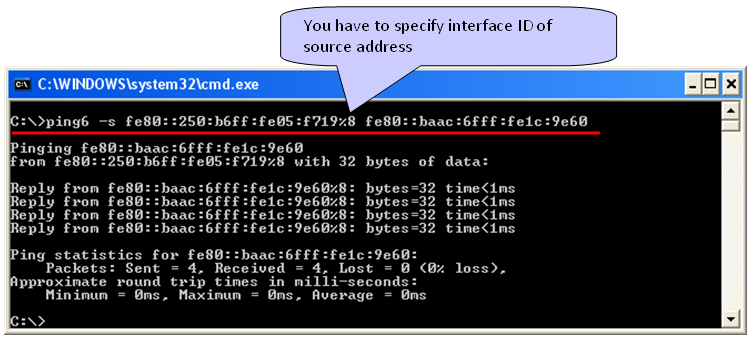 You have to specify interface ID of
source address
C:\WINDOWS\system32\cmd.exe
C:\>ping6 -s fe80::250:b6ff:fe05:f719%8 fe80::baac:6fff:fe1c:9e60
Pinging fe80::baac:6fff:fe1c:9e60
from fe80::250:b6ff:fe05:f719%8 with 32 bytes of data:
Reply from fe80::baac:6fff:fe1c:9e60%8: bytes=32 time<1ms
Reply from fe80::baac:6fff:fe1c:9e60%8: bytes=32 time<1ms
Reply from fe80::baac:6fff:fe1c:9e60%8: bytes=32 time<1ms
Reply from fe80::baac:6fff:fe1c:9e60%8: bytes=32 time<1ms
Ping statistics for fe80::baac:6fff:fe1c:9e60:
Packets: Sent = 4, Received = 4, Lost = 0 (0% loss),
Approximate round trip times in milli-seconds:
Minimum = 0ms, Maximum = 0ms, Average = 0ms
C:\>